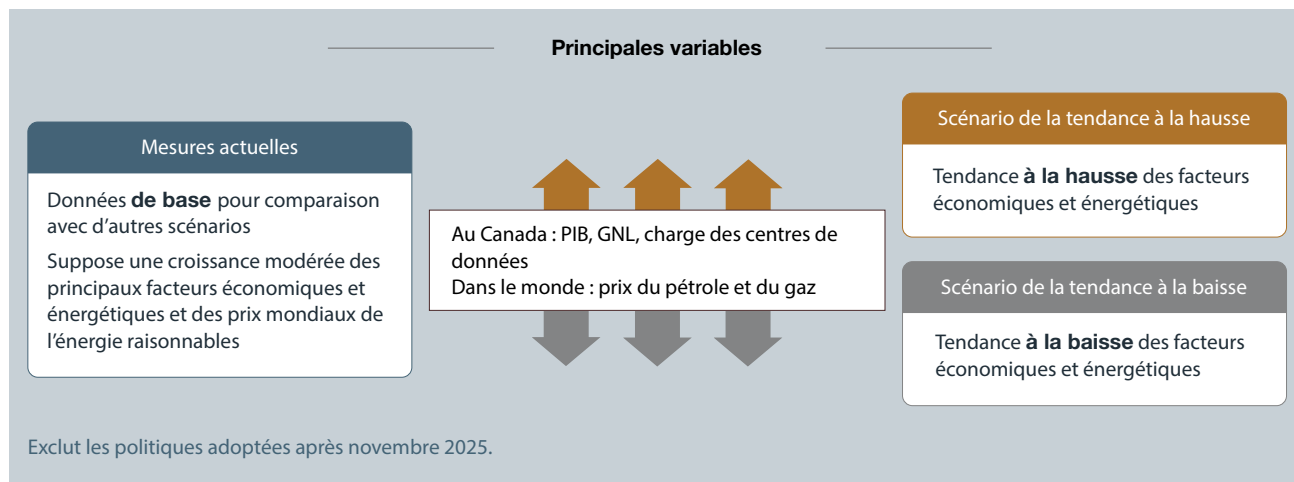 Principales variables
Mesures actuelles
Données de base pour comparaison
avec d'autres scénarios
Suppose une croissance modérée des
principaux facteurs économiques et
énergétiques et des prix mondiaux de
l'énergie raisonnables
Au Canada : PIB, GNL, charge des centres de
données
Dans le monde : prix du pétrole et du gaz
Scénario de la tendance à la hausse
Tendance à la hausse des facteurs
économiques et énergétiques
Scénario de la tendance à la baisse
Tendance à la baisse des facteurs
économiques et énergétiques
Exclut les politiques adoptées après novembre 2025.